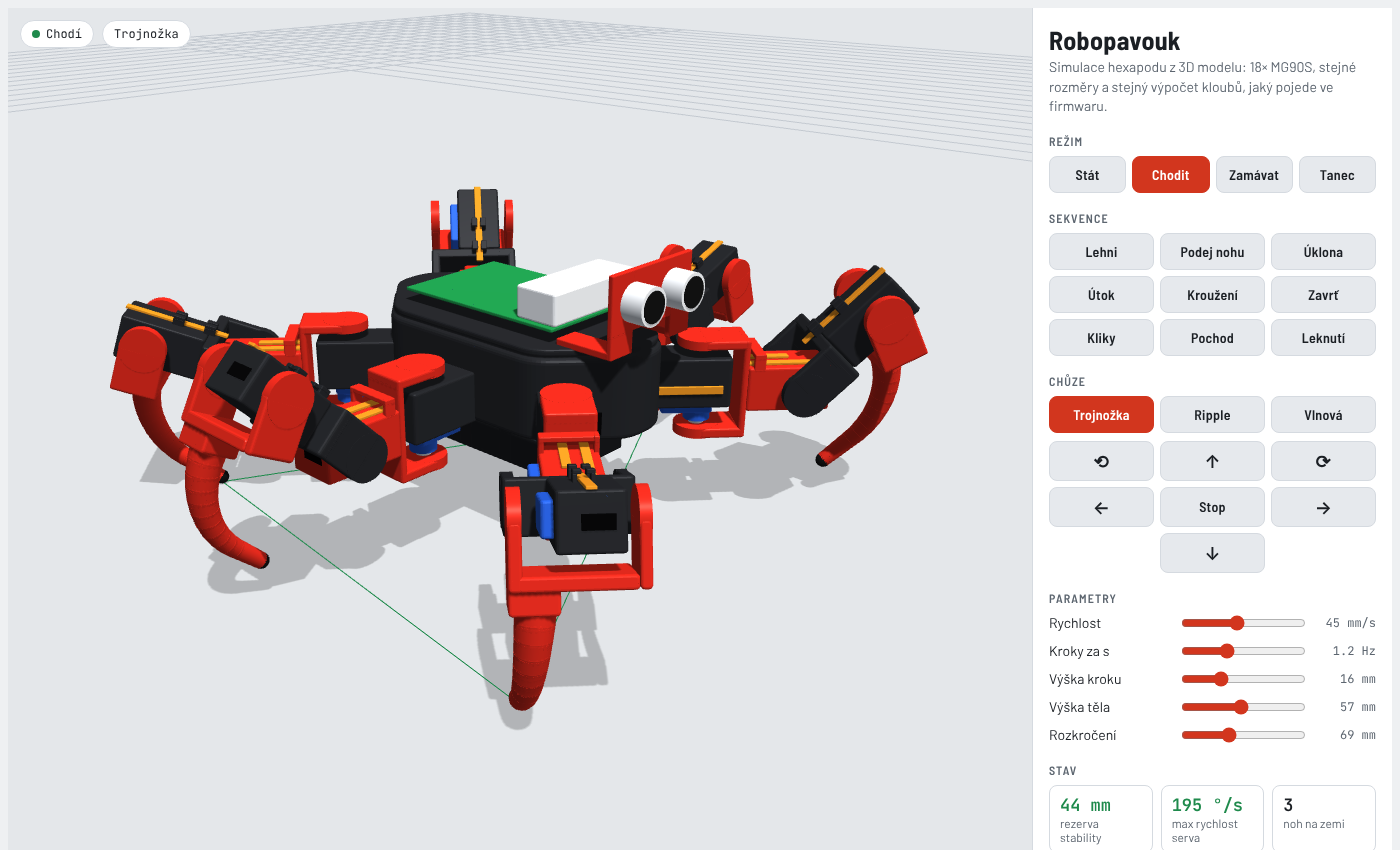 Chodí
Trojnožka
Robopavouk
Simulace hexapodu z 3D modelu: 18× MG90S, stejné
rozměry a stejný výpočet kloubů, jaký pojede ve
firmwaru.
REŽIM
Stát
Chodit
Zamávat
Tanec
SEKVENCE
Lehni
Podej nohu
Úklona
Útok
Kroužení
Zavrť
Kliky
Pochod
Leknutí
CHŮZE
Trojnožka
Ripple
Vlnová
⟲ ↑ ⟳
← Stop →
↓
PARAMETRY
Rychlost 45 mm/s
Kroky za s 1.2 Hz
Výška kroku 16 mm
Výška těla 57 mm
Rozkročení 69 mm
STAV
44 mm
rezerva
stability
195 °/s
max rychlost
serva
3
noh na zemi